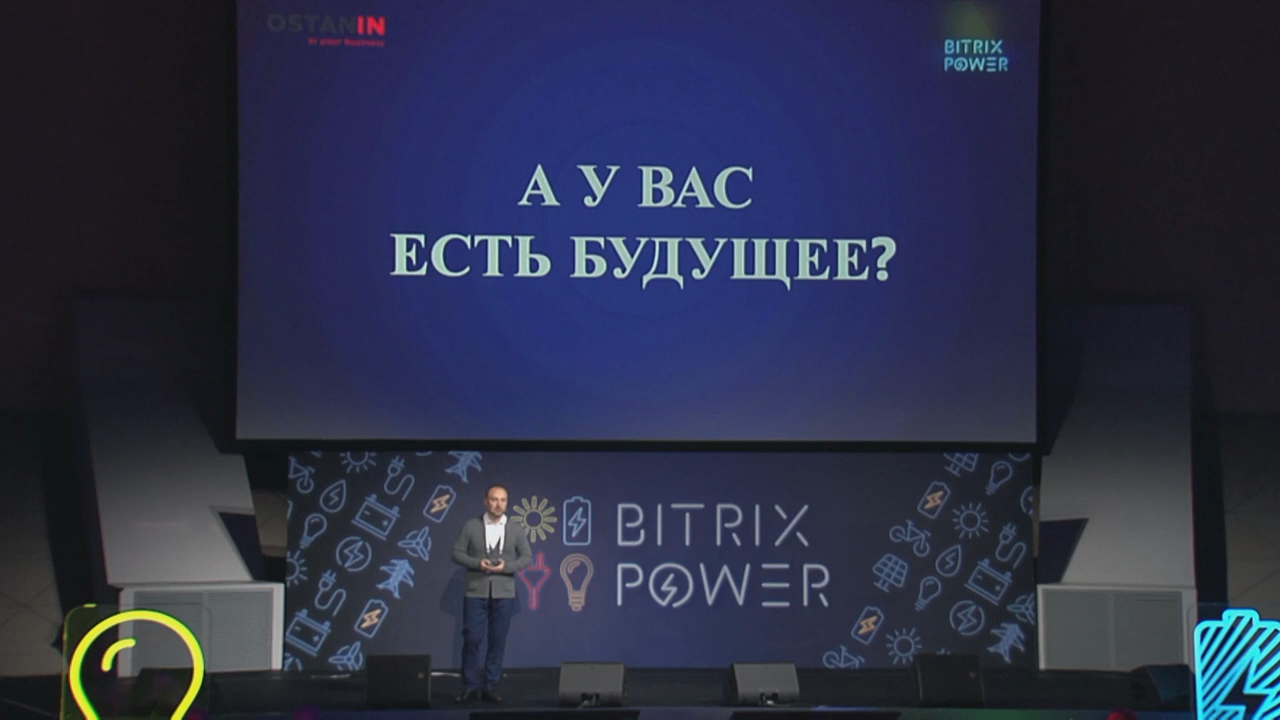 OSTANIN
in your business
BITRIX
POWER
А У ВАС
ЕСТЬ БУДУЩЕЕ?
BITRIX
POWER